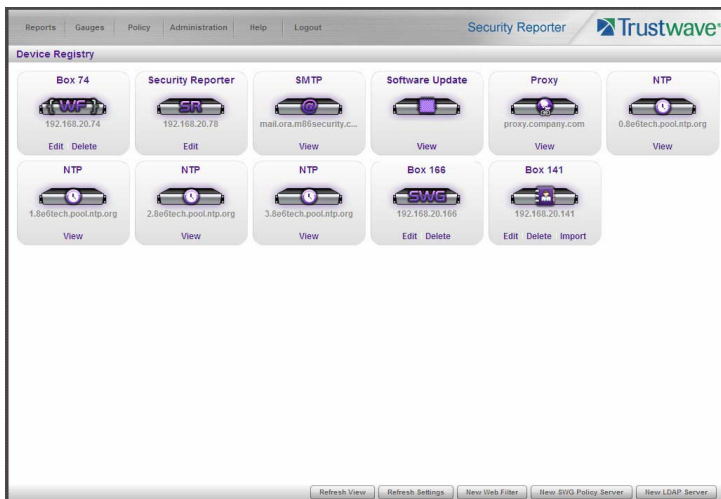 Reports Gauges Policy Administration Help Logout Security Reporter Trustwave®
Device Registry
Box 74 Security Reporter SMTP Software Update Proxy NTP
WF SR @
192.168.20.74 192.168.20.78 mail.ora.m86security.c... proxy.company.com 0.8e6tech.pool.ntp.org
Edit Delete Edit View View View View
NTP NTP NTP Box 166 Box 141
SWG
1.8e6tech.pool.ntp.org 2.8e6tech.pool.ntp.org 3.8e6tech.pool.ntp.org 192.168.20.166 192.168.20.141
View View View Edit Delete Edit Delete Import
Refresh View Refresh Settings New Web Filter New SWG Policy Server New LDAP Server